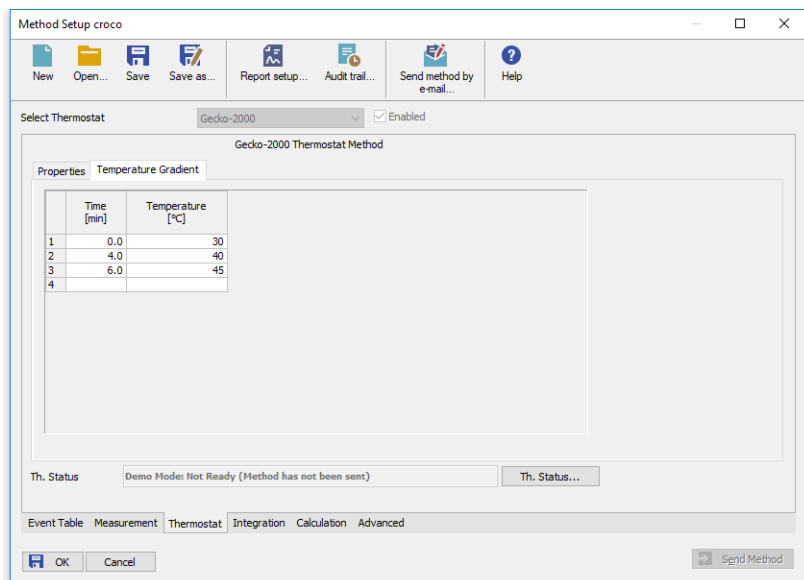 Method Setup croco
New Open... Save Save as... Report setup... Audit trail... Send method by e-mail... Help
Select Thermostat Gecko-2000 Enabled
Gecko-2000 Thermostat Method
Properties Temperature Gradient
Time [min] Temperature [°C]
1 0.0 30
2 4.0 40
3 6.0 45
4
Th. Status Demo Mode: Not Ready (Method has not been sent) Th. Status...
Event Table Measurement Thermostat Integration Calculation Advanced
OK Cancel Send Method